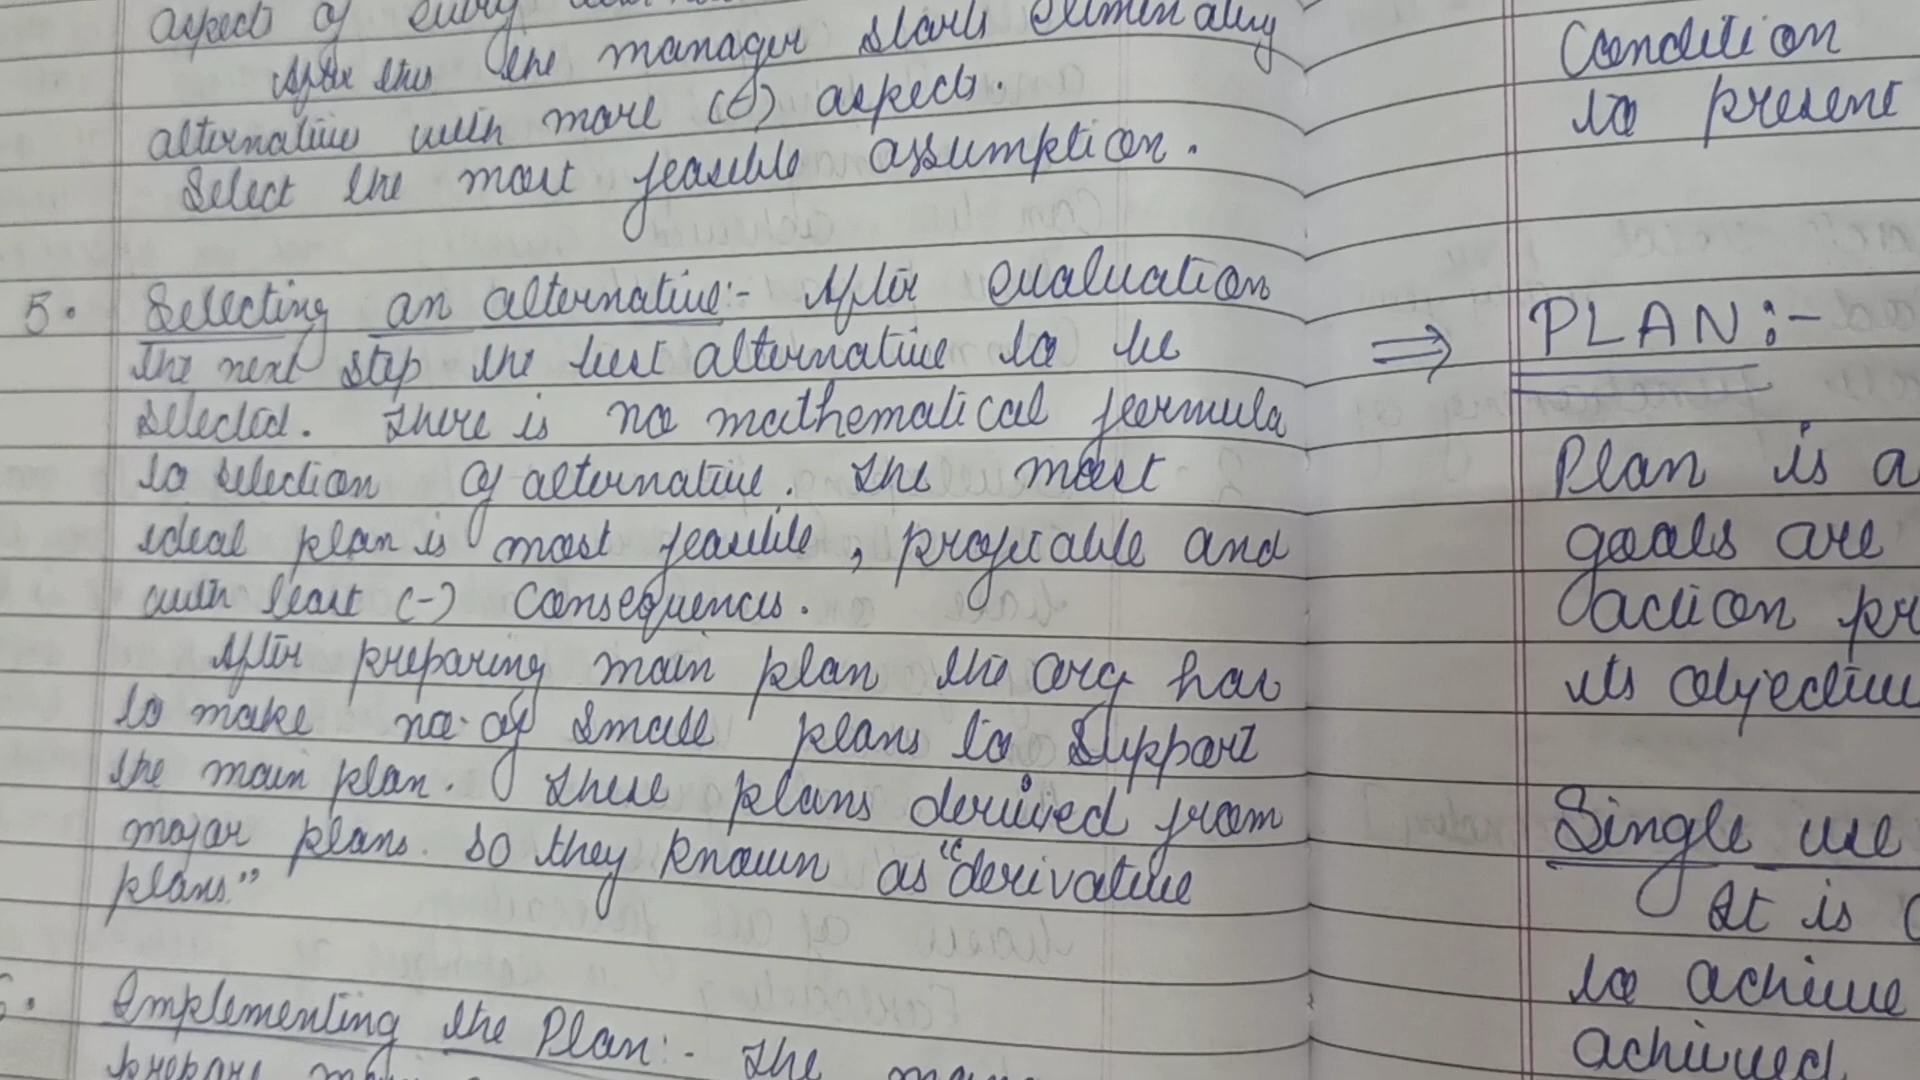 aspects of every
After this the manager starts eliminating
alternative with more (-) aspects.
Select the most feasible assumption.
5. Selecting an alternative:- After evaluation
the next step the best alternative to be
selected. There is no mathematical formula
to selection of alternative. The most
ideal plan is most feasible, profitable and
with least (-) consequences.
After preparing main plan the org has
to make no. of small plans to support
the main plan. These plans derived from
major plans. so they known as "derivative
plans."
Implementing the Plan:- The
prepare
Condition
to present
⇒ PLAN:-
Plan is a
goals are
action pr
its objective
Single use
It is
to achieve
achieved